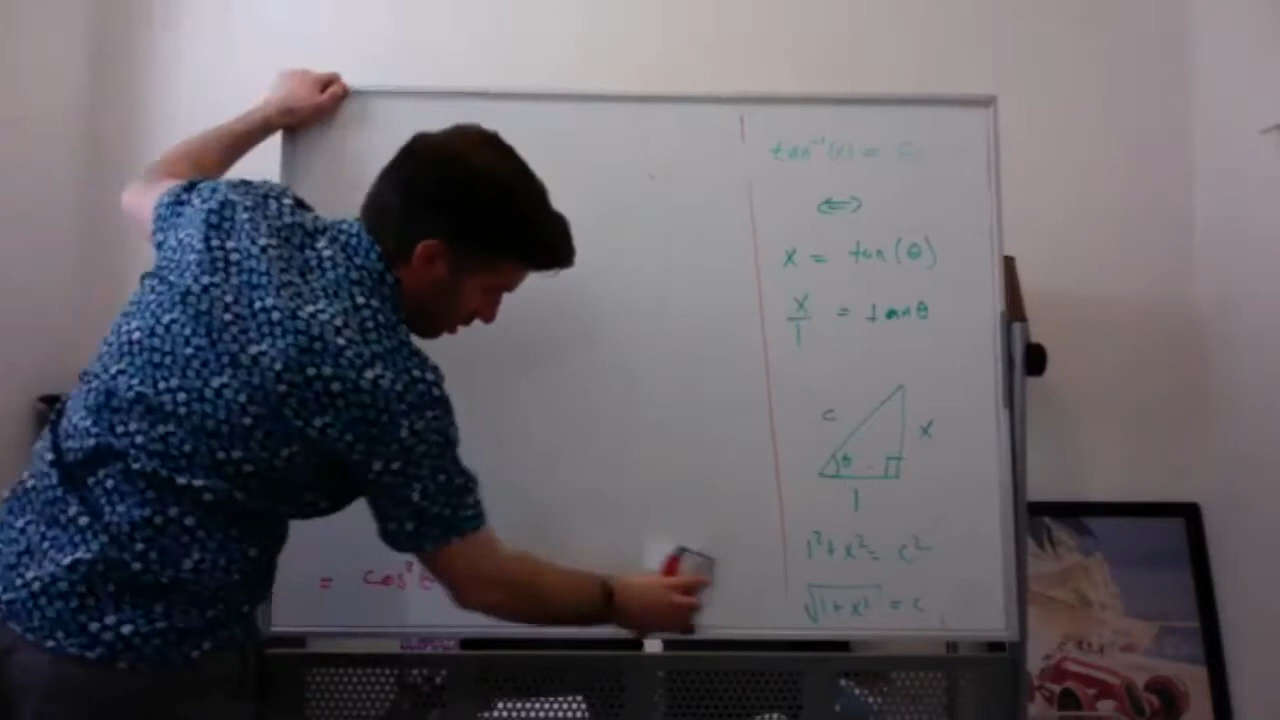 tan⁻¹(x) = θ
⟺
x = tan(θ)
x/1 = tanθ
c
x
θ
1
1² + x² = c²
√(1+x²) = c
= cos²